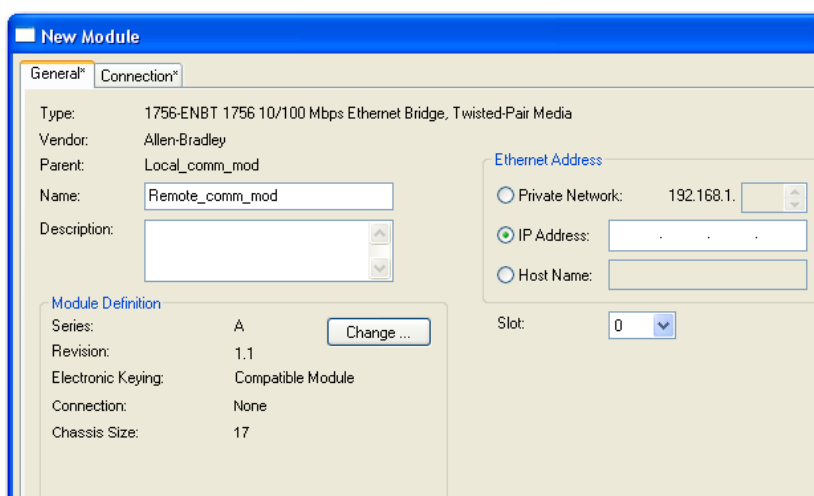 New Module
General* Connection*
Type: 1756-ENBT 1756 10/100 Mbps Ethernet Bridge, Twisted-Pair Media
Vendor: Allen-Bradley
Parent: Local_comm_mod
Name: Remote_comm_mod
Description:
Ethernet Address
Private Network: 192.168.1.
IP Address: . . .
Host Name:
Module Definition
Series: A Change ...
Revision: 1.1
Electronic Keying: Compatible Module
Connection: None
Chassis Size: 17
Slot: 0